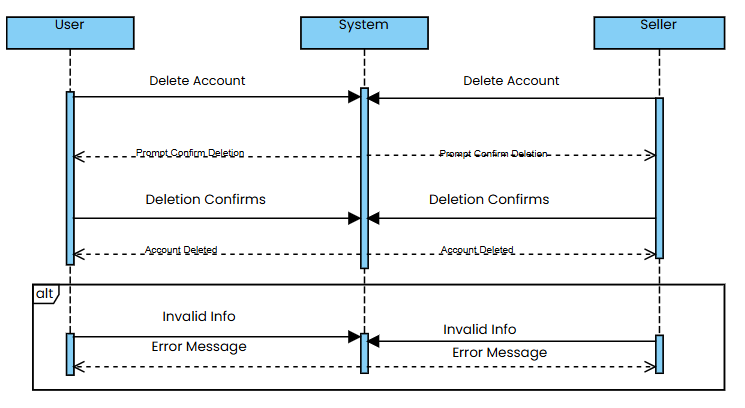 User
System
Seller
Delete Account
Delete Account
Prompt Confirm Deletion
Prompt Confirm Deletion
Deletion Confirms
Deletion Confirms
Account Deleted
Account Deleted
alt
Invalid Info
Invalid Info
Error Message
Error Message